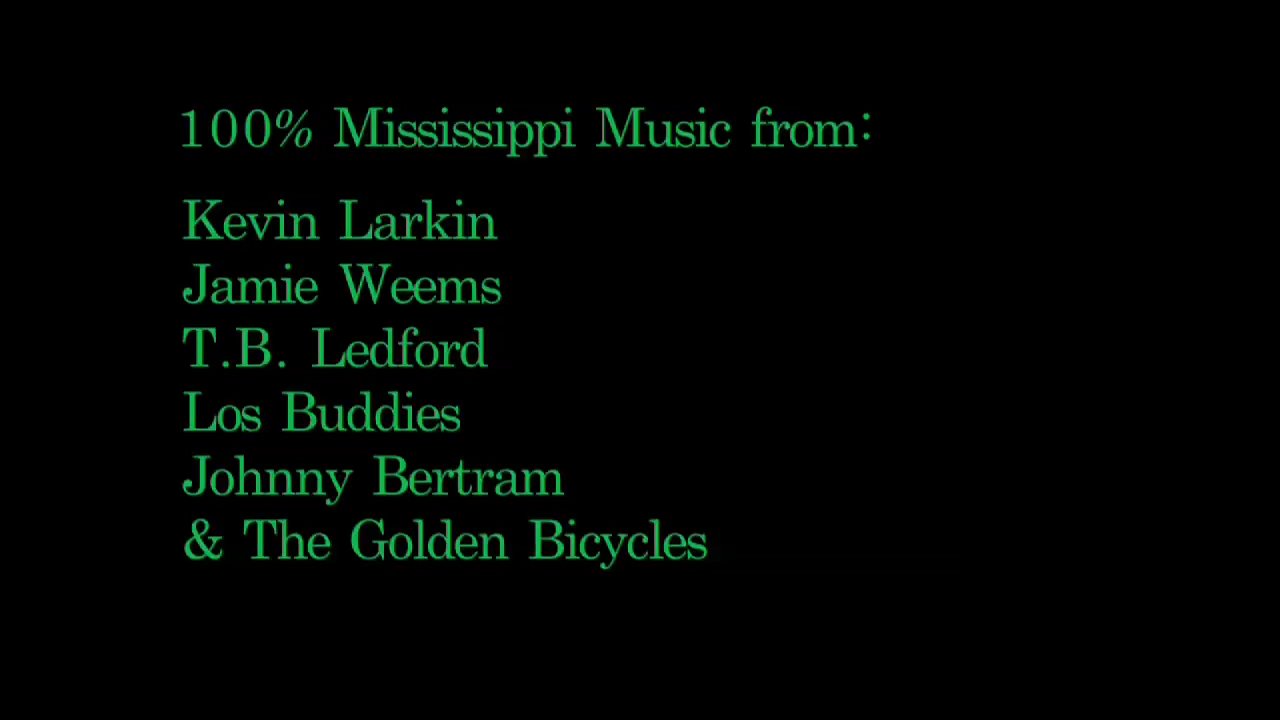 100% Mississippi Music from:
Kevin Larkin
Jamie Weems
T.B. Ledford
Los Buddies
Johnny Bertram
& The Golden Bicycles